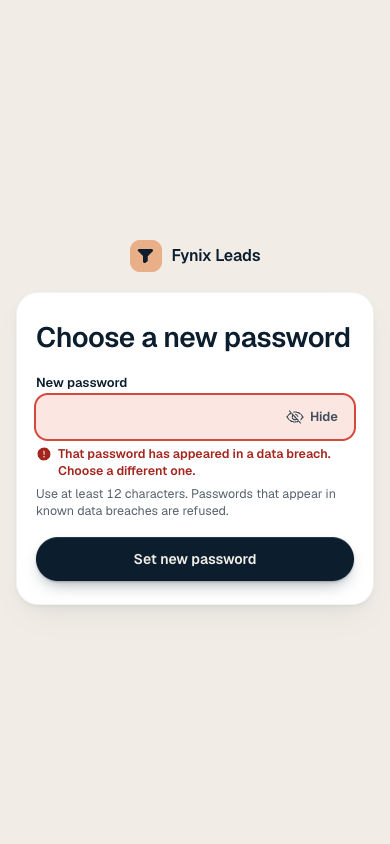 Fynix Leads
Choose a new password
New password
Hide
That password has appeared in a data breach.
Choose a different one.
Use at least 12 characters. Passwords that appear in
known data breaches are refused.
Set new password